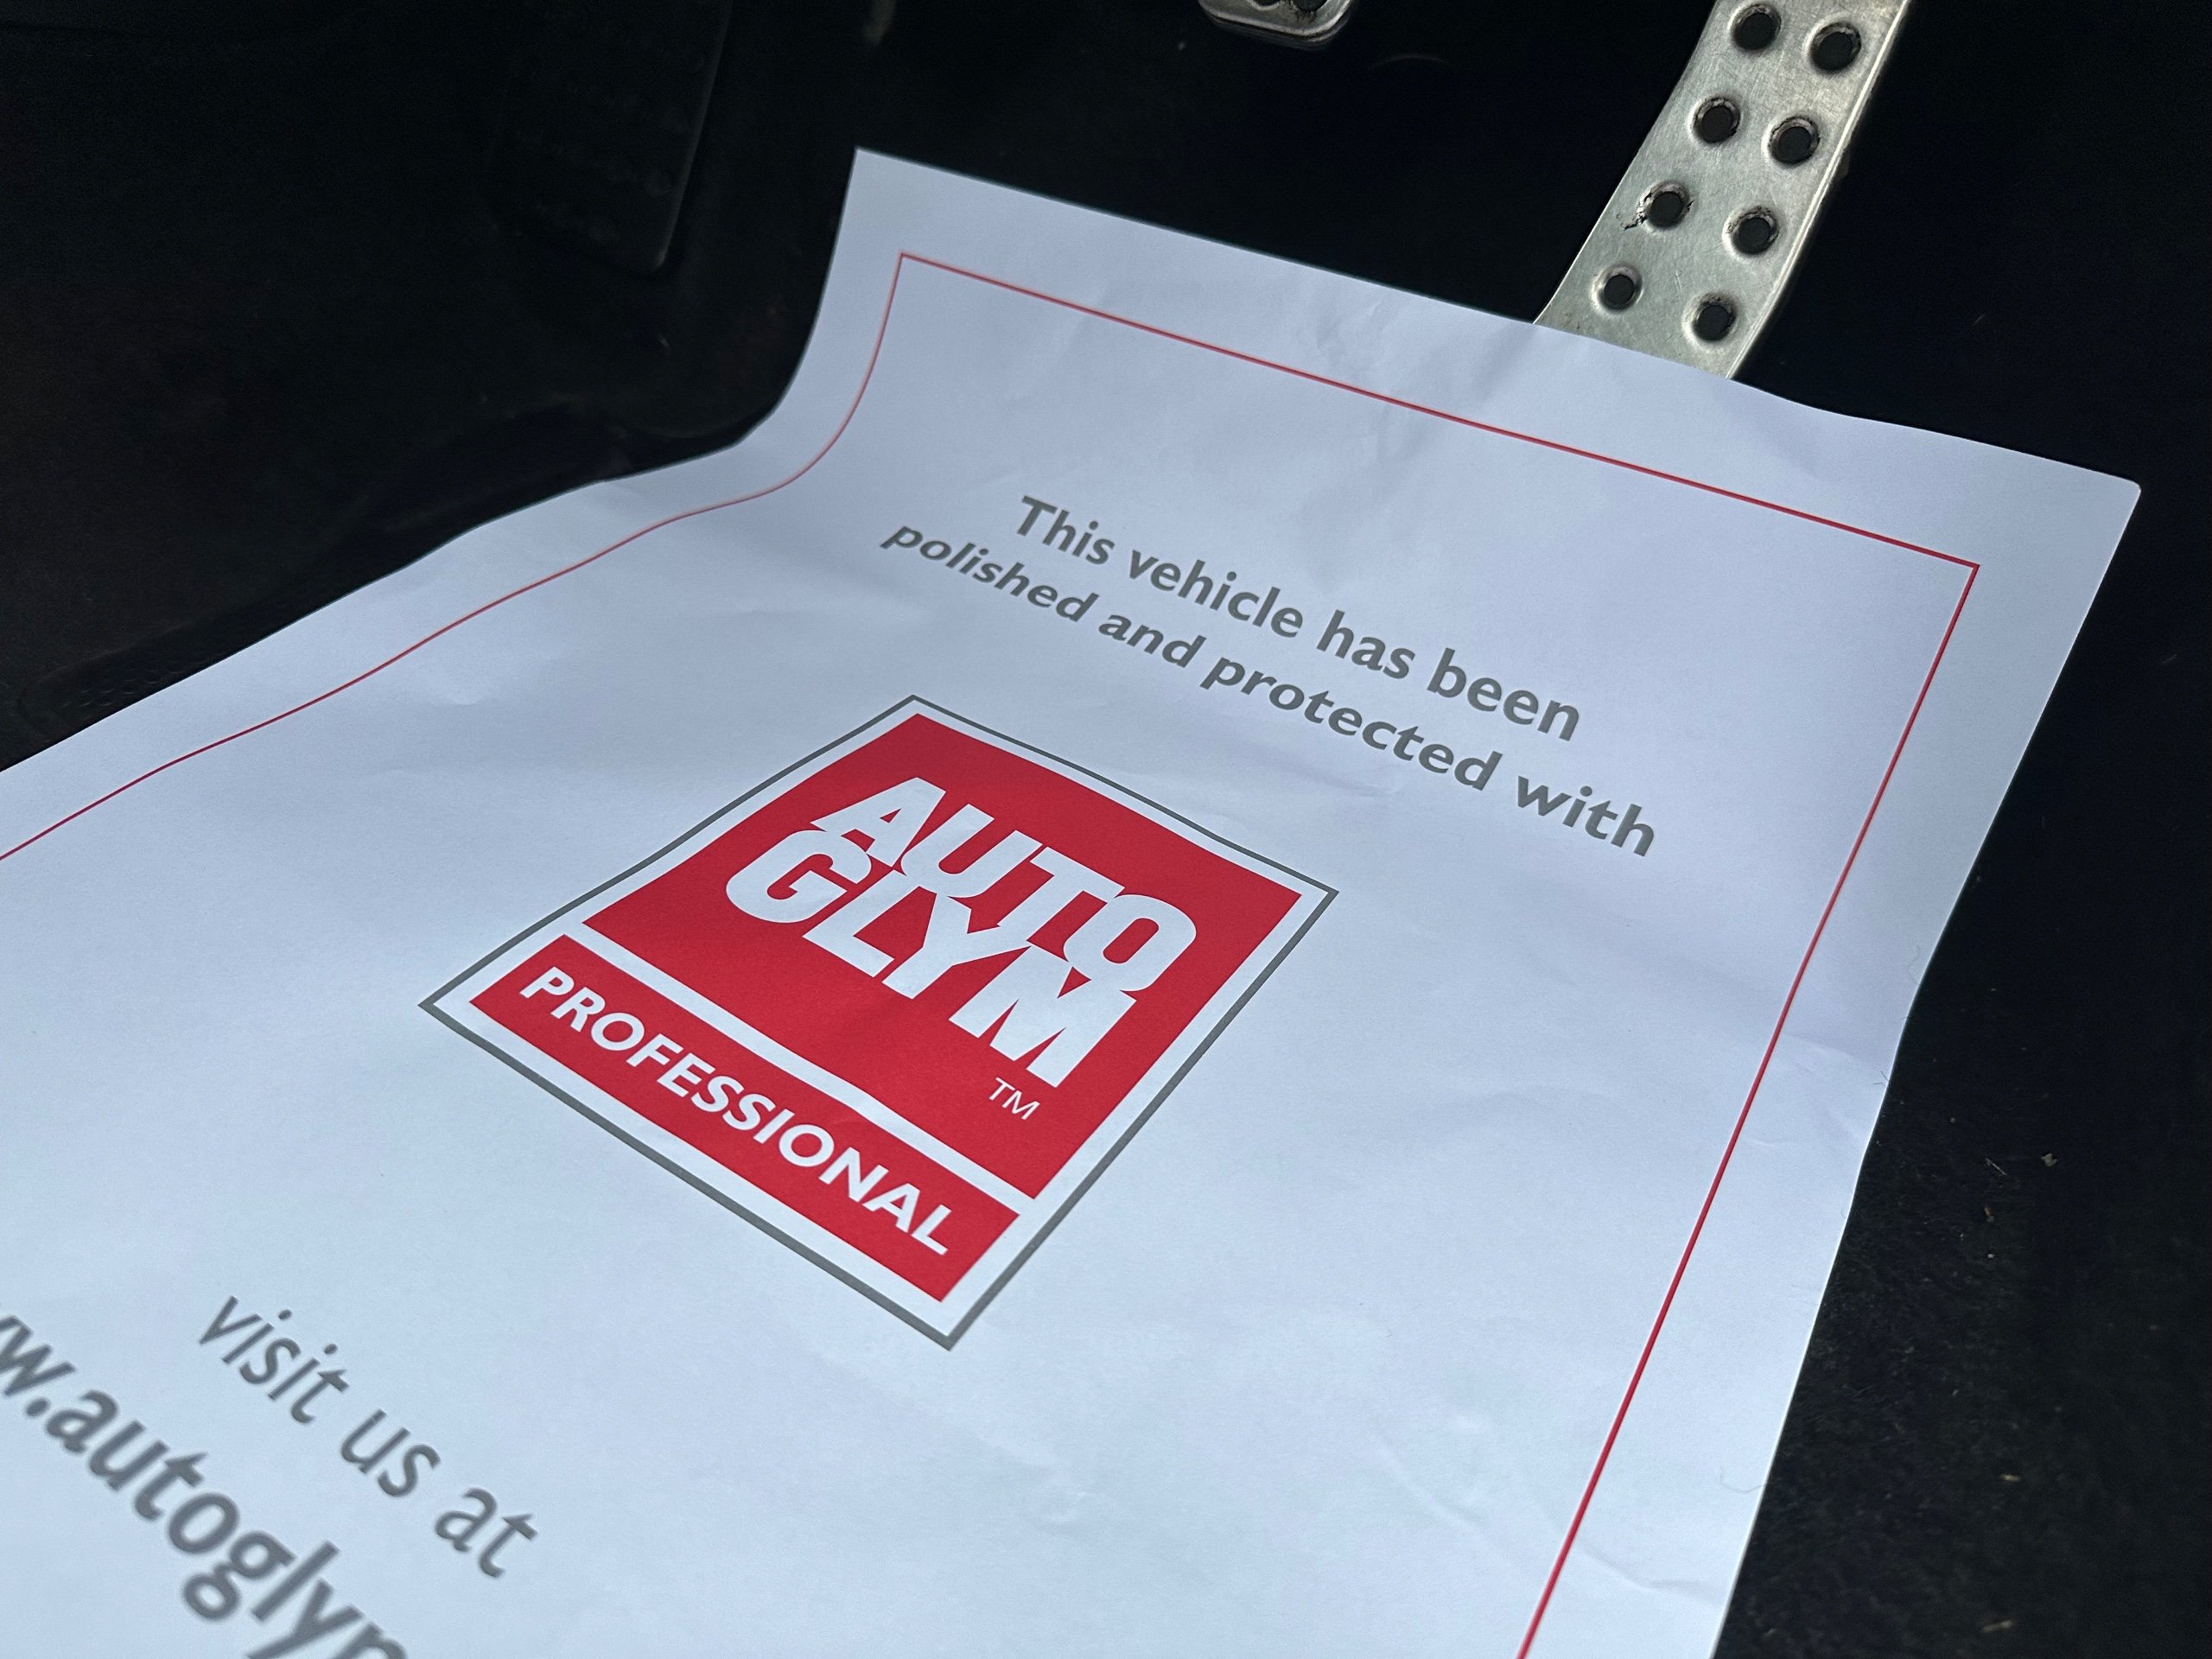 This vehicle has been
polished and protected with
AUTO
GLYM
TM
PROFESSIONAL
visit us at